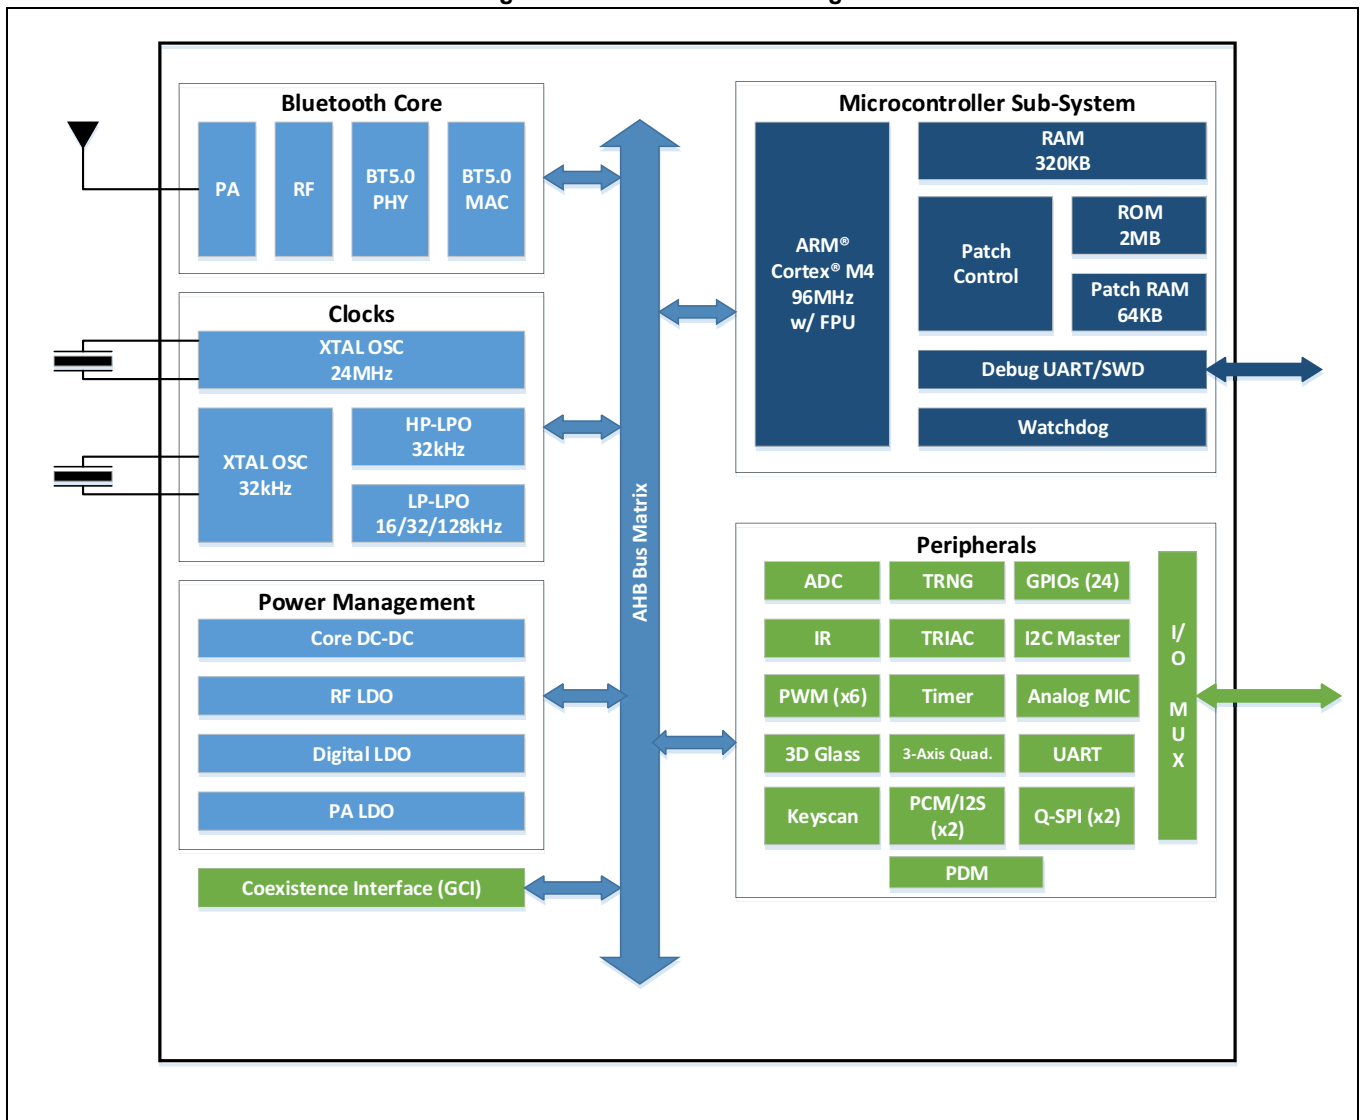 Bluetooth Core
PA
RF
BT5.0
PHY
BT5.0
MAC
Clocks
XTAL OSC
24MHz
XTAL OSC
32kHz
HP-LPO
32kHz
LP-LPO
16/32/128kHz
Power Management
Core DC-DC
RF LDO
Digital LDO
PA LDO
Coexistence Interface (GCI)
AHB Bus Matrix
Microcontroller Sub-System
ARM®
Cortex® M4
96MHz
w/ FPU
RAM
320KB
Patch
Control
ROM
2MB
Patch RAM
64KB
Debug UART/SWD
Watchdog
Peripherals
ADC
TRNG
GPIOs (24)
IR
TRIAC
I2C Master
PWM (x6)
Timer
Analog MIC
3D Glass
3-Axis Quad.
UART
Keyscan
PCM/I2S
(x2)
Q-SPI (x2)
PDM
I/
O
M
U
X